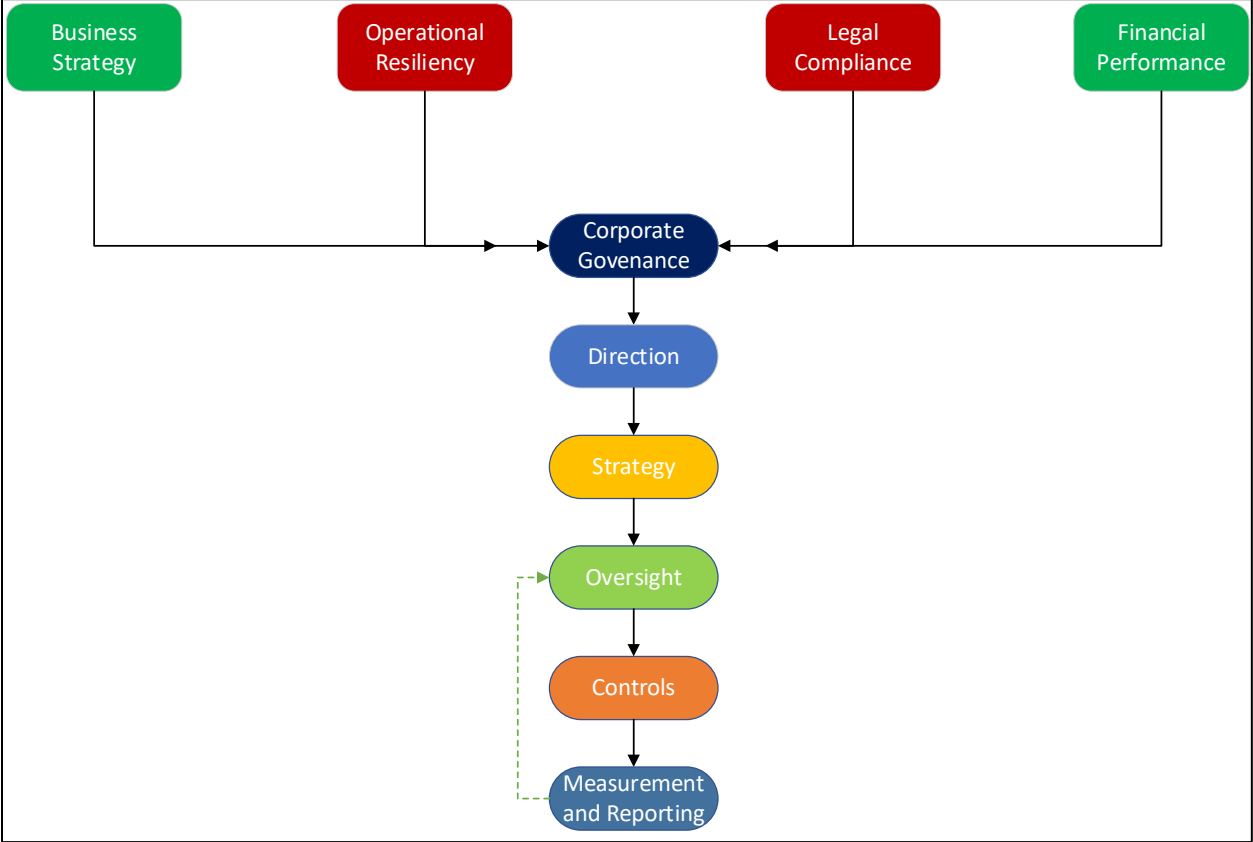 Business
Strategy
Operational
Resiliency
Legal
Compliance
Financial
Performance
Corporate
Govenance
Direction
Strategy
Oversight
Controls
Measurement
and Reporting